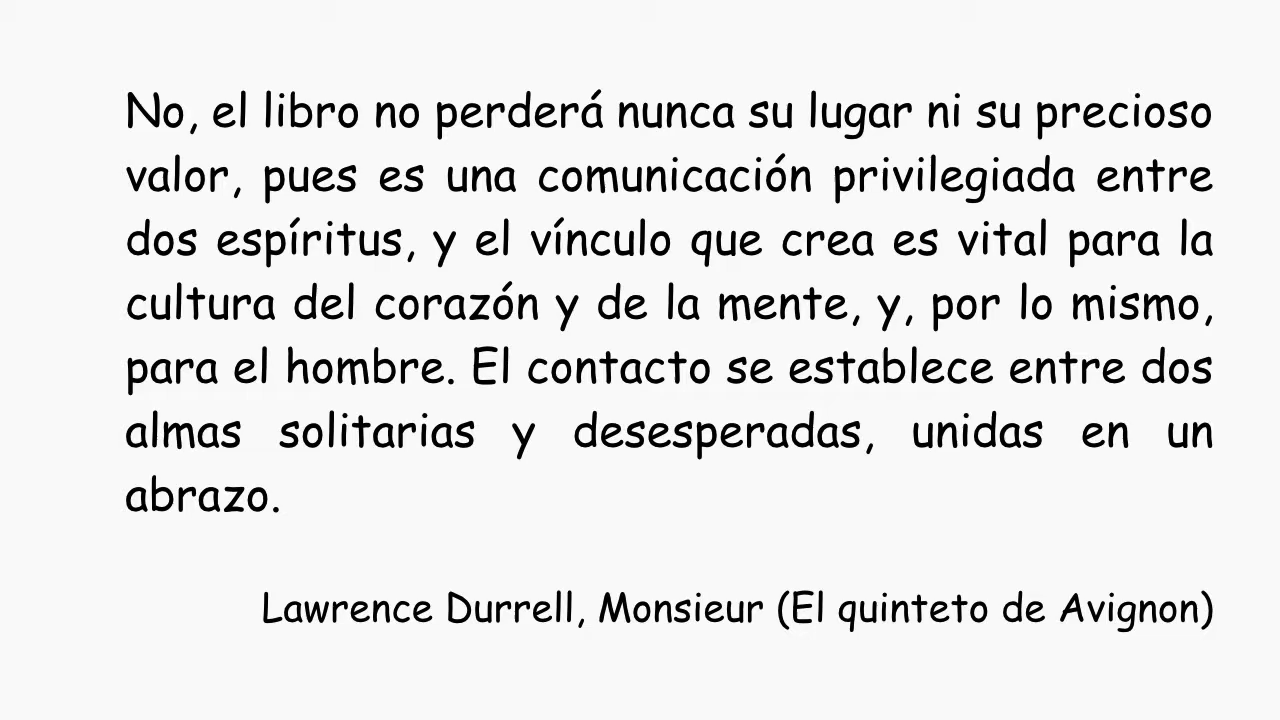 No, el libro no perderá nunca su lugar ni su precioso
valor, pues es una comunicación privilegiada entre
dos espíritus, y el vínculo que crea es vital para la
cultura del corazón y de la mente, y, por lo mismo,
para el hombre. El contacto se establece entre dos
almas solitarias y desesperadas, unidas en un
abrazo.
Lawrence Durrell, Monsieur (El quinteto de Avignon)